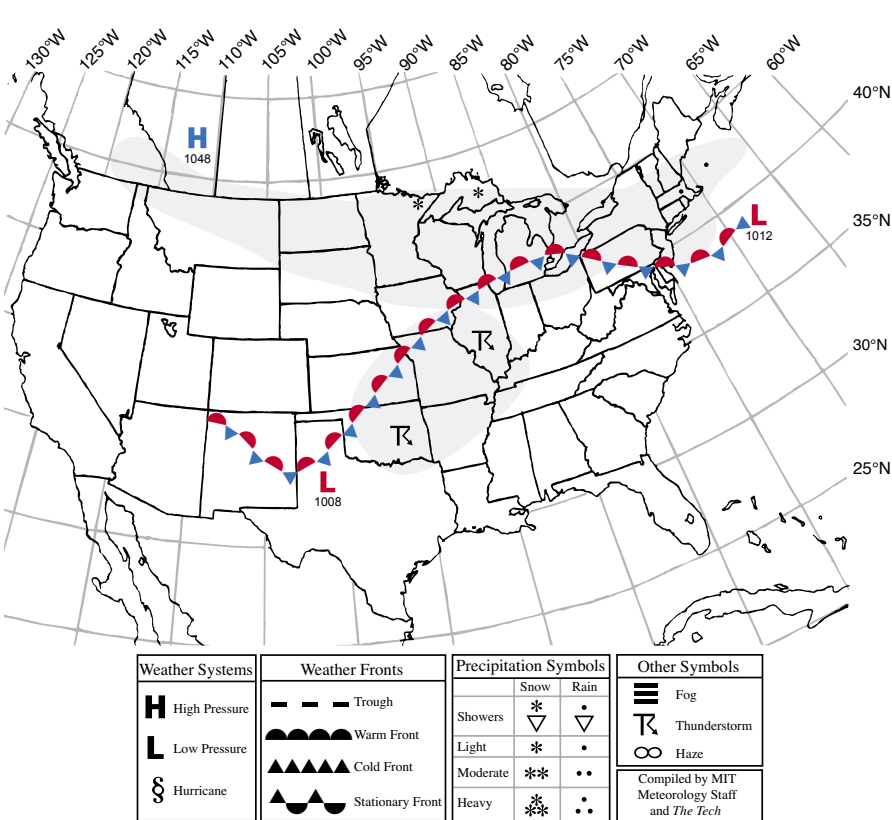 130°W
125°W
120°W
115°W
110°W
105°W
100°W
95°W
90°W
85°W
80°W
75°W
70°W
65°W
60°W
40°N
35°N
30°N
25°N
H
1048
L
1012
L
1008
Weather Systems
H High Pressure
L Low Pressure
§ Hurricane
Weather Fronts
Trough
Warm Front
Cold Front
Stationary Front
Precipitation Symbols
Snow Rain
Showers
Light
Moderate
Heavy
Other Symbols
Fog
Thunderstorm
Haze
Compiled by MIT
Meteorology Staff
and The Tech